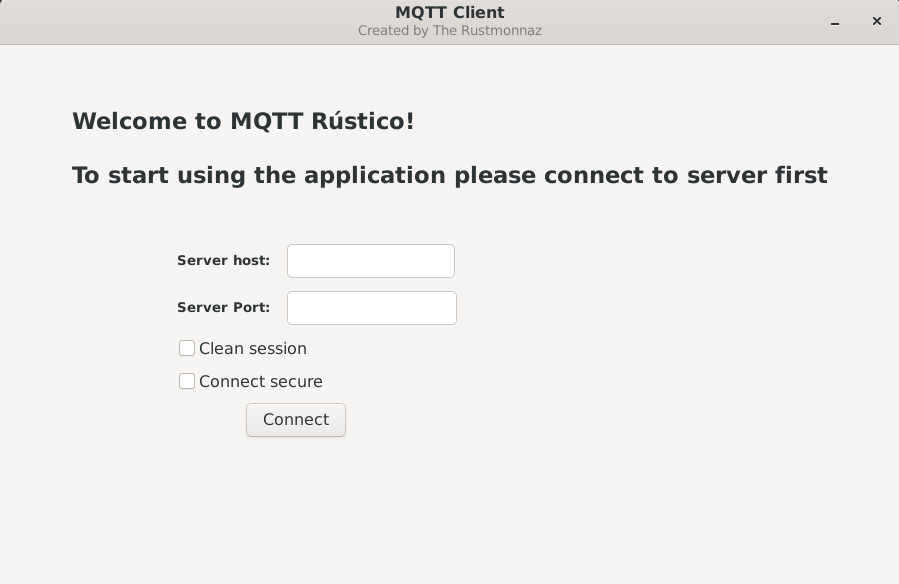 MQTT Client
Created by The Rustmonnaz
Welcome to MQTT Rústico!
To start using the application please connect to server first
Server host:
Server Port:
Clean session
Connect secure
Connect